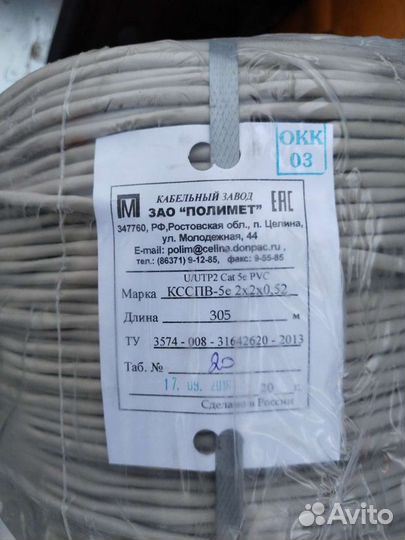 ОКК
03
КАБЕЛЬНЫЙ ЗАВОД
М ЗАО "ПОЛИМЕТ" ЕАС
347760, РФ,Ростовская обл., п. Целина,
ул. Молодежная, 44
E-mail: polim@celina.donpac.ru ,
тел.: (86371) 9-12-85, факс: 9-55-85
U/UTP2 Cat 5e PVC
Марка КССПВ-5е 2х2х0,52
Длина 305 м
ТУ 3574 - 008 - 31642620 - 2013
Таб. № 20
17. 09. 20 г.
Сделано в России
Avito